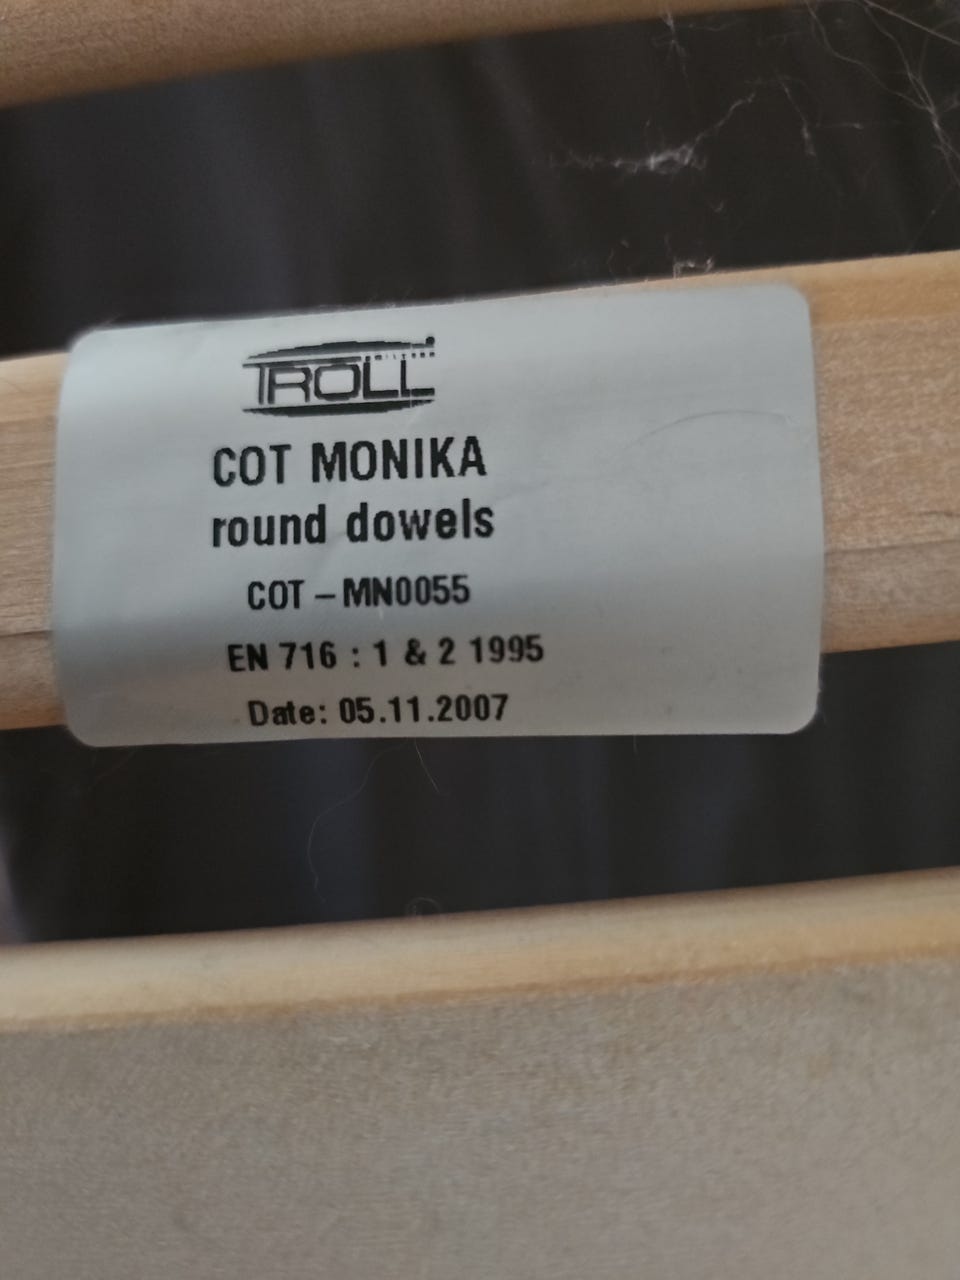 TROLL
COT MONIKA
round dowels
COT – MN0055
EN 716 : 1 & 2 1995
Date: 05.11.2007